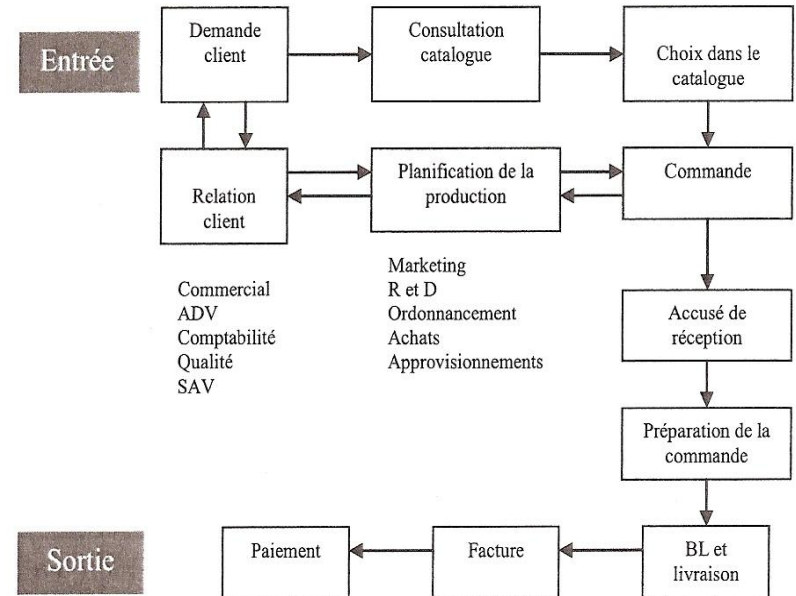 Entrée
Demande
client
Consultation
catalogue
Choix dans le
catalogue
Relation
client
Planification de la
production
Commande
Commercial
ADV
Comptabilité
Qualité
SAV
Marketing
R et D
Ordonnancement
Achats
Approvisionnements
Accusé de
réception
Préparation de la
commande
Sortie
Paiement
Facture
BL et
livraison